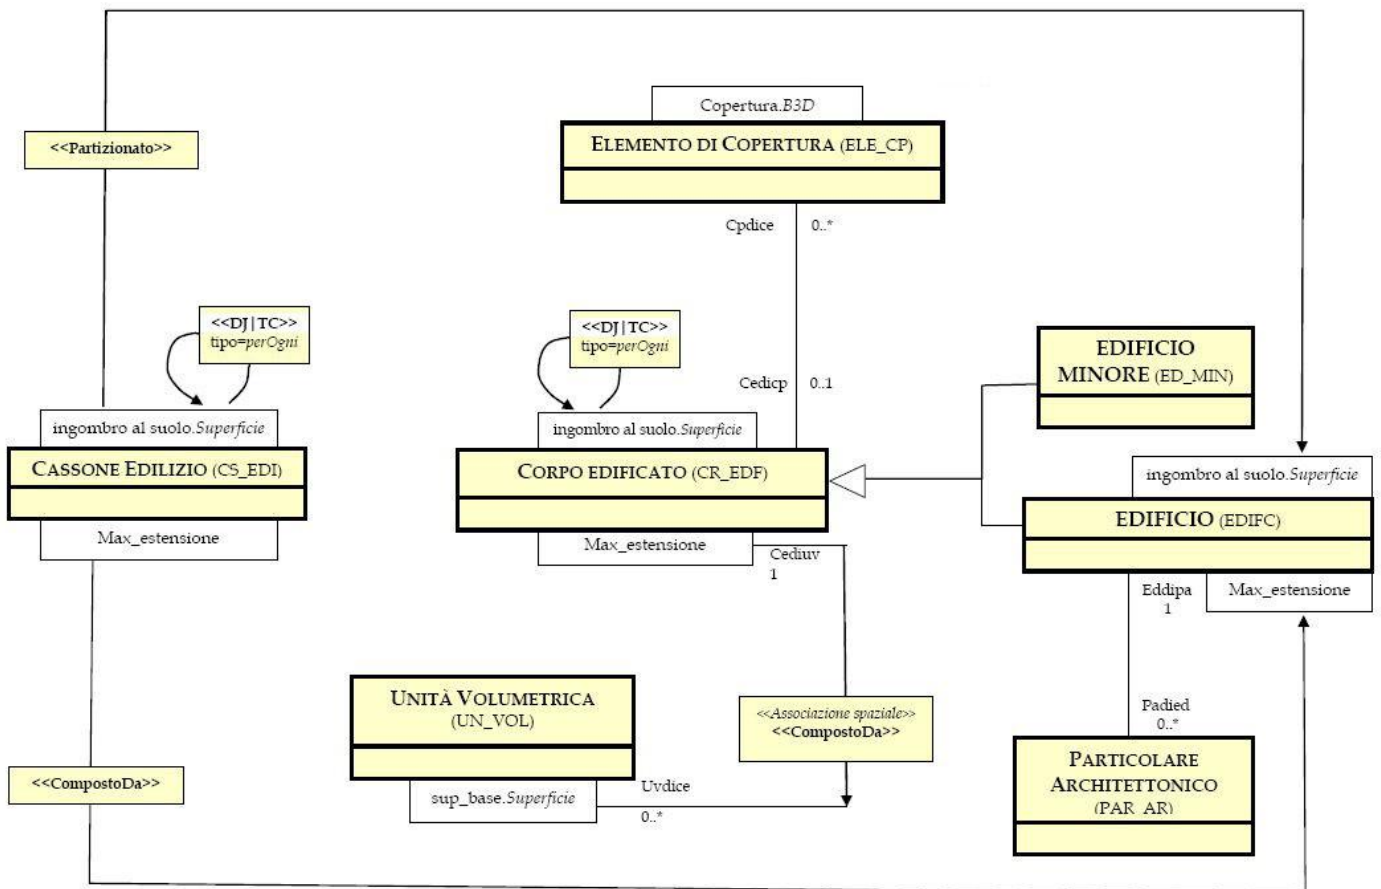 Copertura.B3D
ELEMENTO DI COPERTURA (ELE_CP)
<<Partizionato>>
Cpdice
0..*
<<DJ|TC>>
tipo=perOgni
<<DJ|TC>>
tipo=perOgni
Cedicp
0..1
EDIFICIO
MINORE (ED_MIN)
ingombro al suolo.Superficie
CASSONE EDILIZIO (CS_EDI)
Max_estensione
ingombro al suolo.Superficie
CORPO EDIFICATO (CR_EDF)
Max_estensione
Cediuv
1
ingombro al suolo.Superficie
EDIFICIO (EDIFC)
Eddipa
1
Max_estensione
UNITÀ VOLUMETRICA
(UN_VOL)
sup_base.Superficie
Uvdice
0..*
<<Associazione spaziale>>
<<CompostoDa>>
Padied
0..*
PARTICOLARE
ARCHITETTONICO
(PAR_AR)
<<CompostoDa>>